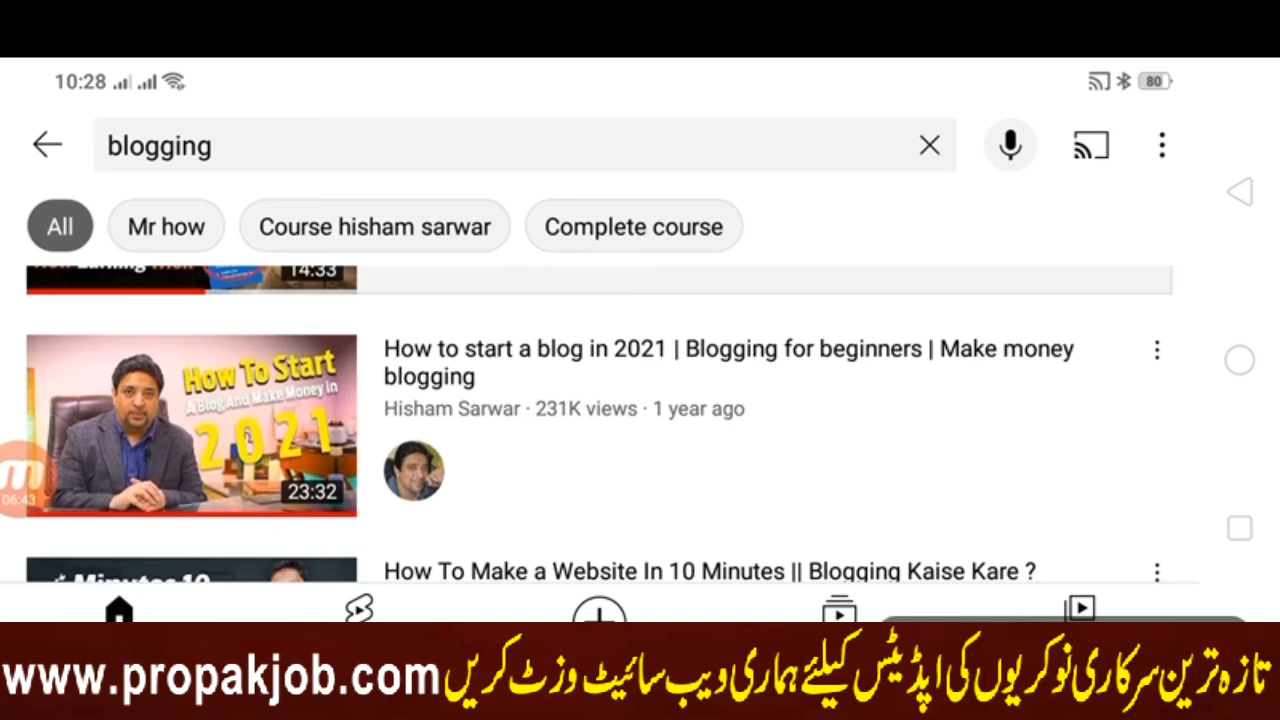 10:28
80
blogging
All
Mr how
Course hisham sarwar
Complete course
14:33
How to start a blog in 2021 | Blogging for beginners | Make money
blogging
Hisham Sarwar · 231K views · 1 year ago
How To Start
A Blog And Make Money In
2021
23:32
06:43
How To Make a Website In 10 Minutes || Blogging Kaise Kare ?
Minutes 10
www.propakjob.com تازہ ترین سرکاری نوکریوں کی اپڈیٹس کیلئے ہماری ویب سائیٹ وزٹ کریں